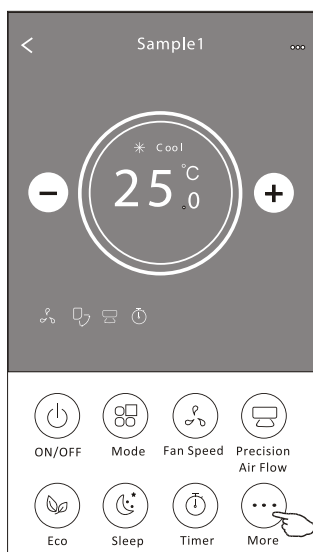 Sample1
Cool
25.0 °C
ON/OFF Mode Fan Speed Precision Air Flow
Eco Sleep Timer More